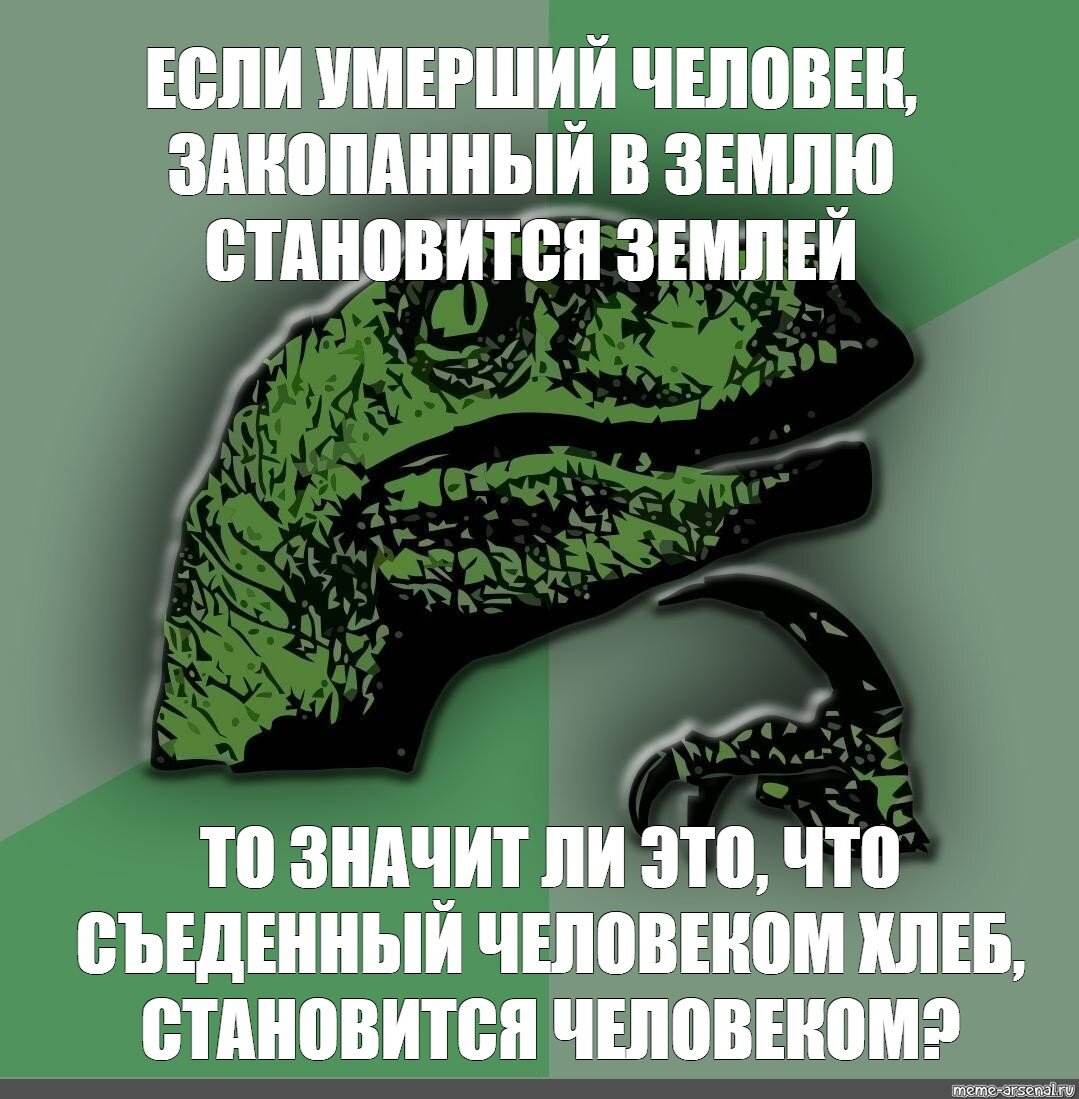 ЕСЛИ УМЕРШИЙ ЧЕЛОВЕК,
ЗАКОПАННЫЙ В ЗЕМЛЮ
СТАНОВИТСЯ ЗЕМЛЕЙ
ТО ЗНАЧИТ ЛИ ЭТО, ЧТО
СЪЕДЕННЫЙ ЧЕЛОВЕКОМ ХЛЕБ,
СТАНОВИТСЯ ЧЕЛОВЕКОМ?
meme-arsenal.ru